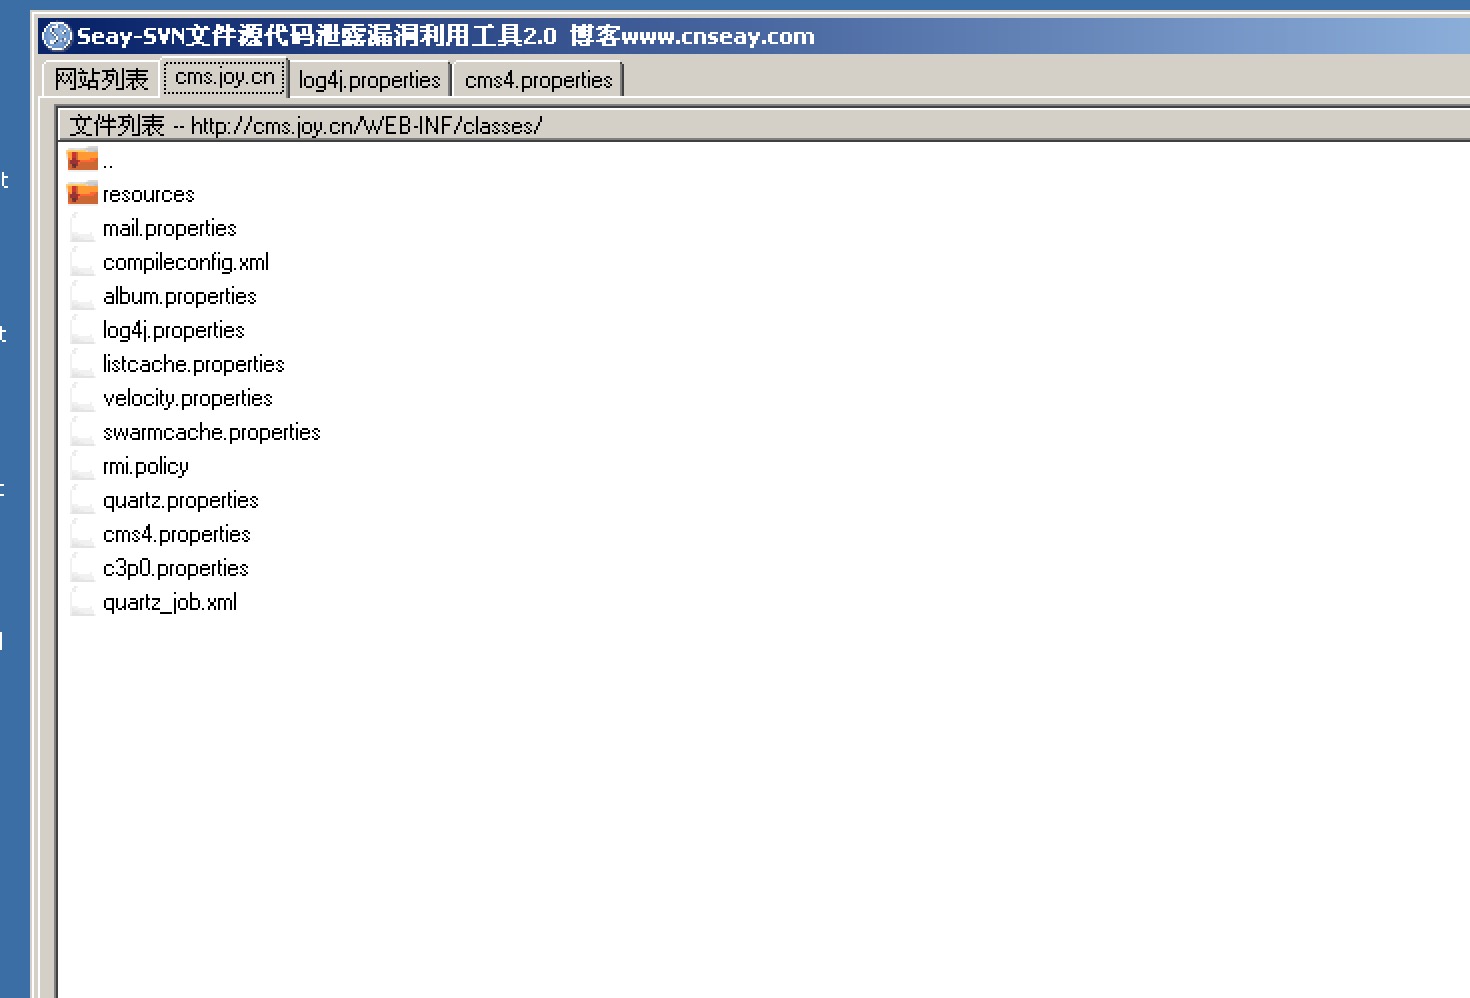 Seay-SVN文件源代码泄露漏洞利用工具2.0 博客www.cnseay.com
网站列表 cms.joy.cn log4j.properties cms4.properties
文件列表 -- http://cms.joy.cn/WEB-INF/classes/
..
resources
mail.properties
compileconfig.xml
album.properties
log4j.properties
listcache.properties
velocity.properties
swarmcache.properties
rmi.policy
quartz.properties
cms4.properties
c3p0.properties
quartz_job.xml